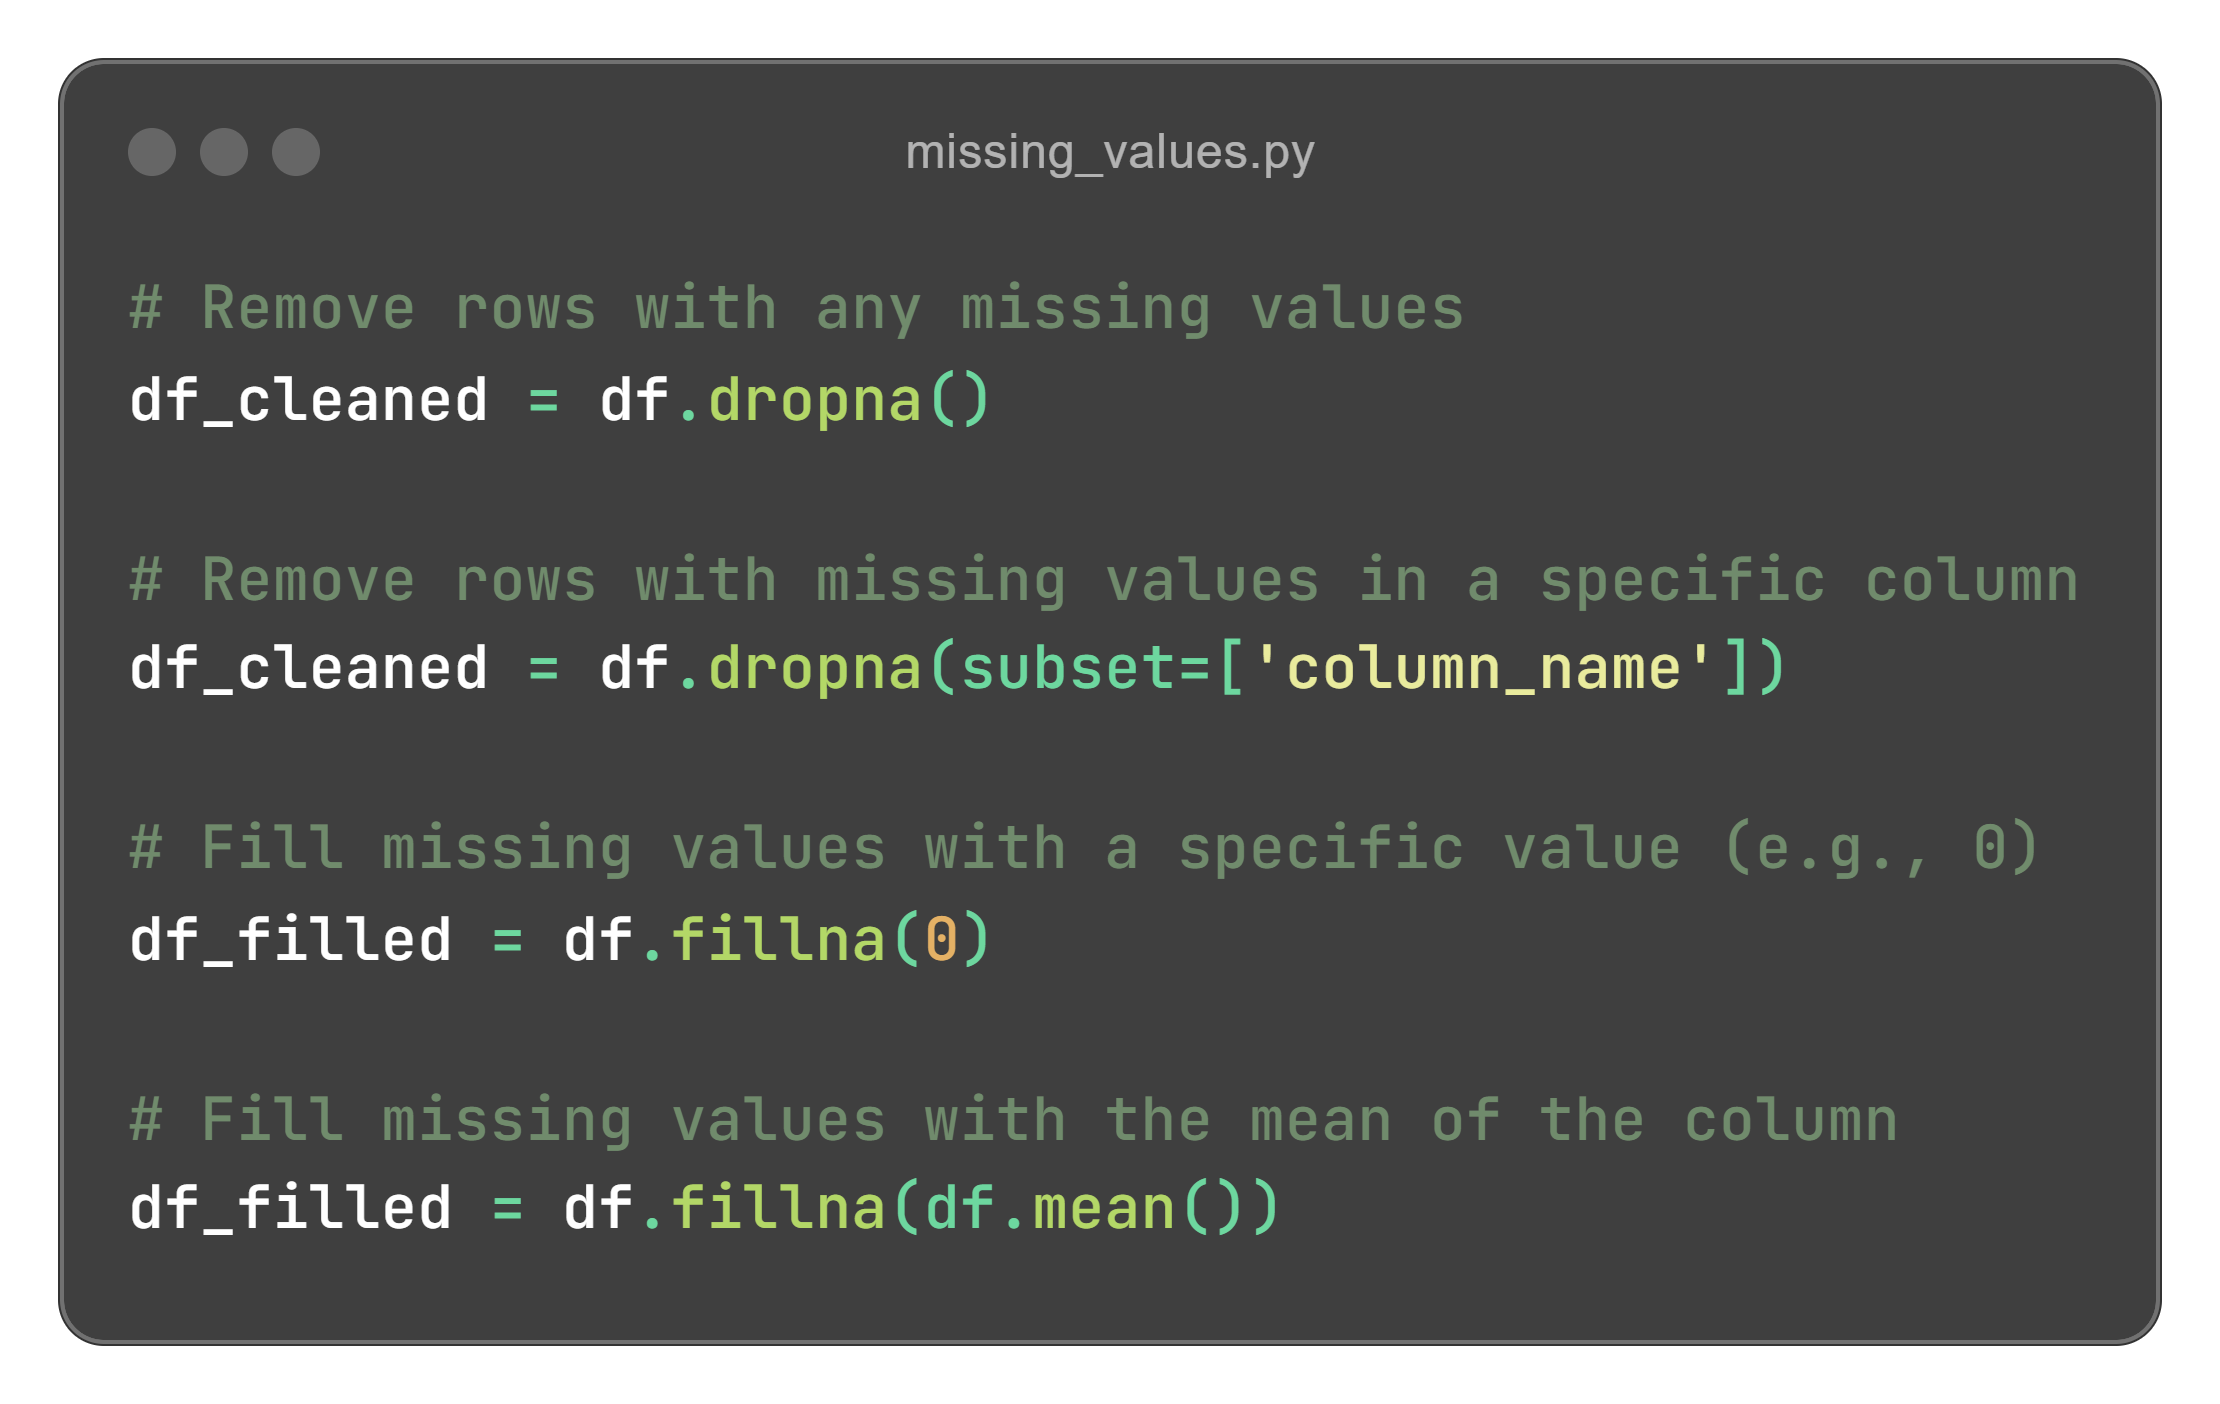 missing_values.py
# Remove rows with any missing values
df_cleaned = df.dropna()
# Remove rows with missing values in a specific column
df_cleaned = df.dropna(subset=['column_name'])
# Fill missing values with a specific value (e.g., 0)
df_filled = df.fillna(0)
# Fill missing values with the mean of the column
df_filled = df.fillna(df.mean())